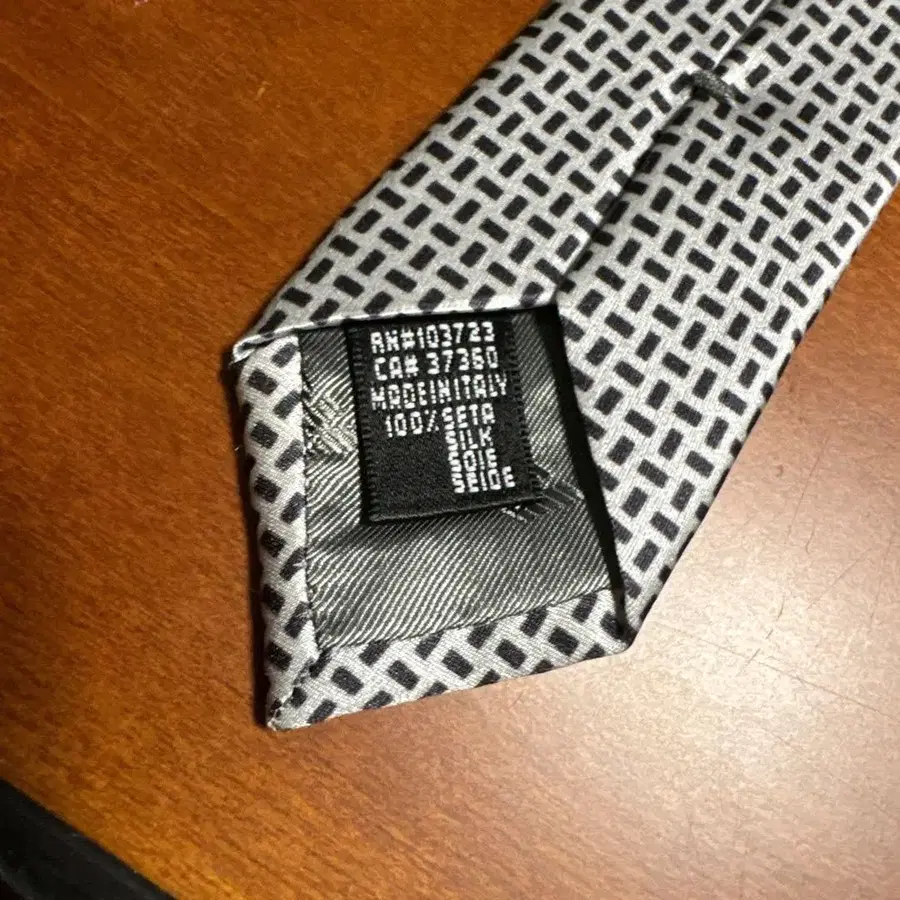 RN#103723
CA# 37360
MADE IN ITALY
100% SETA
SILK
SOIE
SEIDE